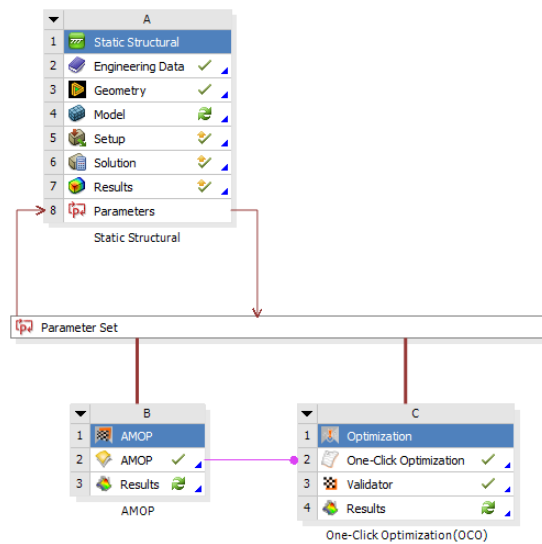 A
1 Static Structural
2 Engineering Data
3 Geometry
4 Model
5 Setup
6 Solution
7 Results
8 Parameters
Static Structural
Parameter Set
B
1 AMOP
2 AMOP
3 Results
AMOP
C
1 Optimization
2 One-Click Optimization
3 Validator
4 Results
One-Click Optimization(OCO)